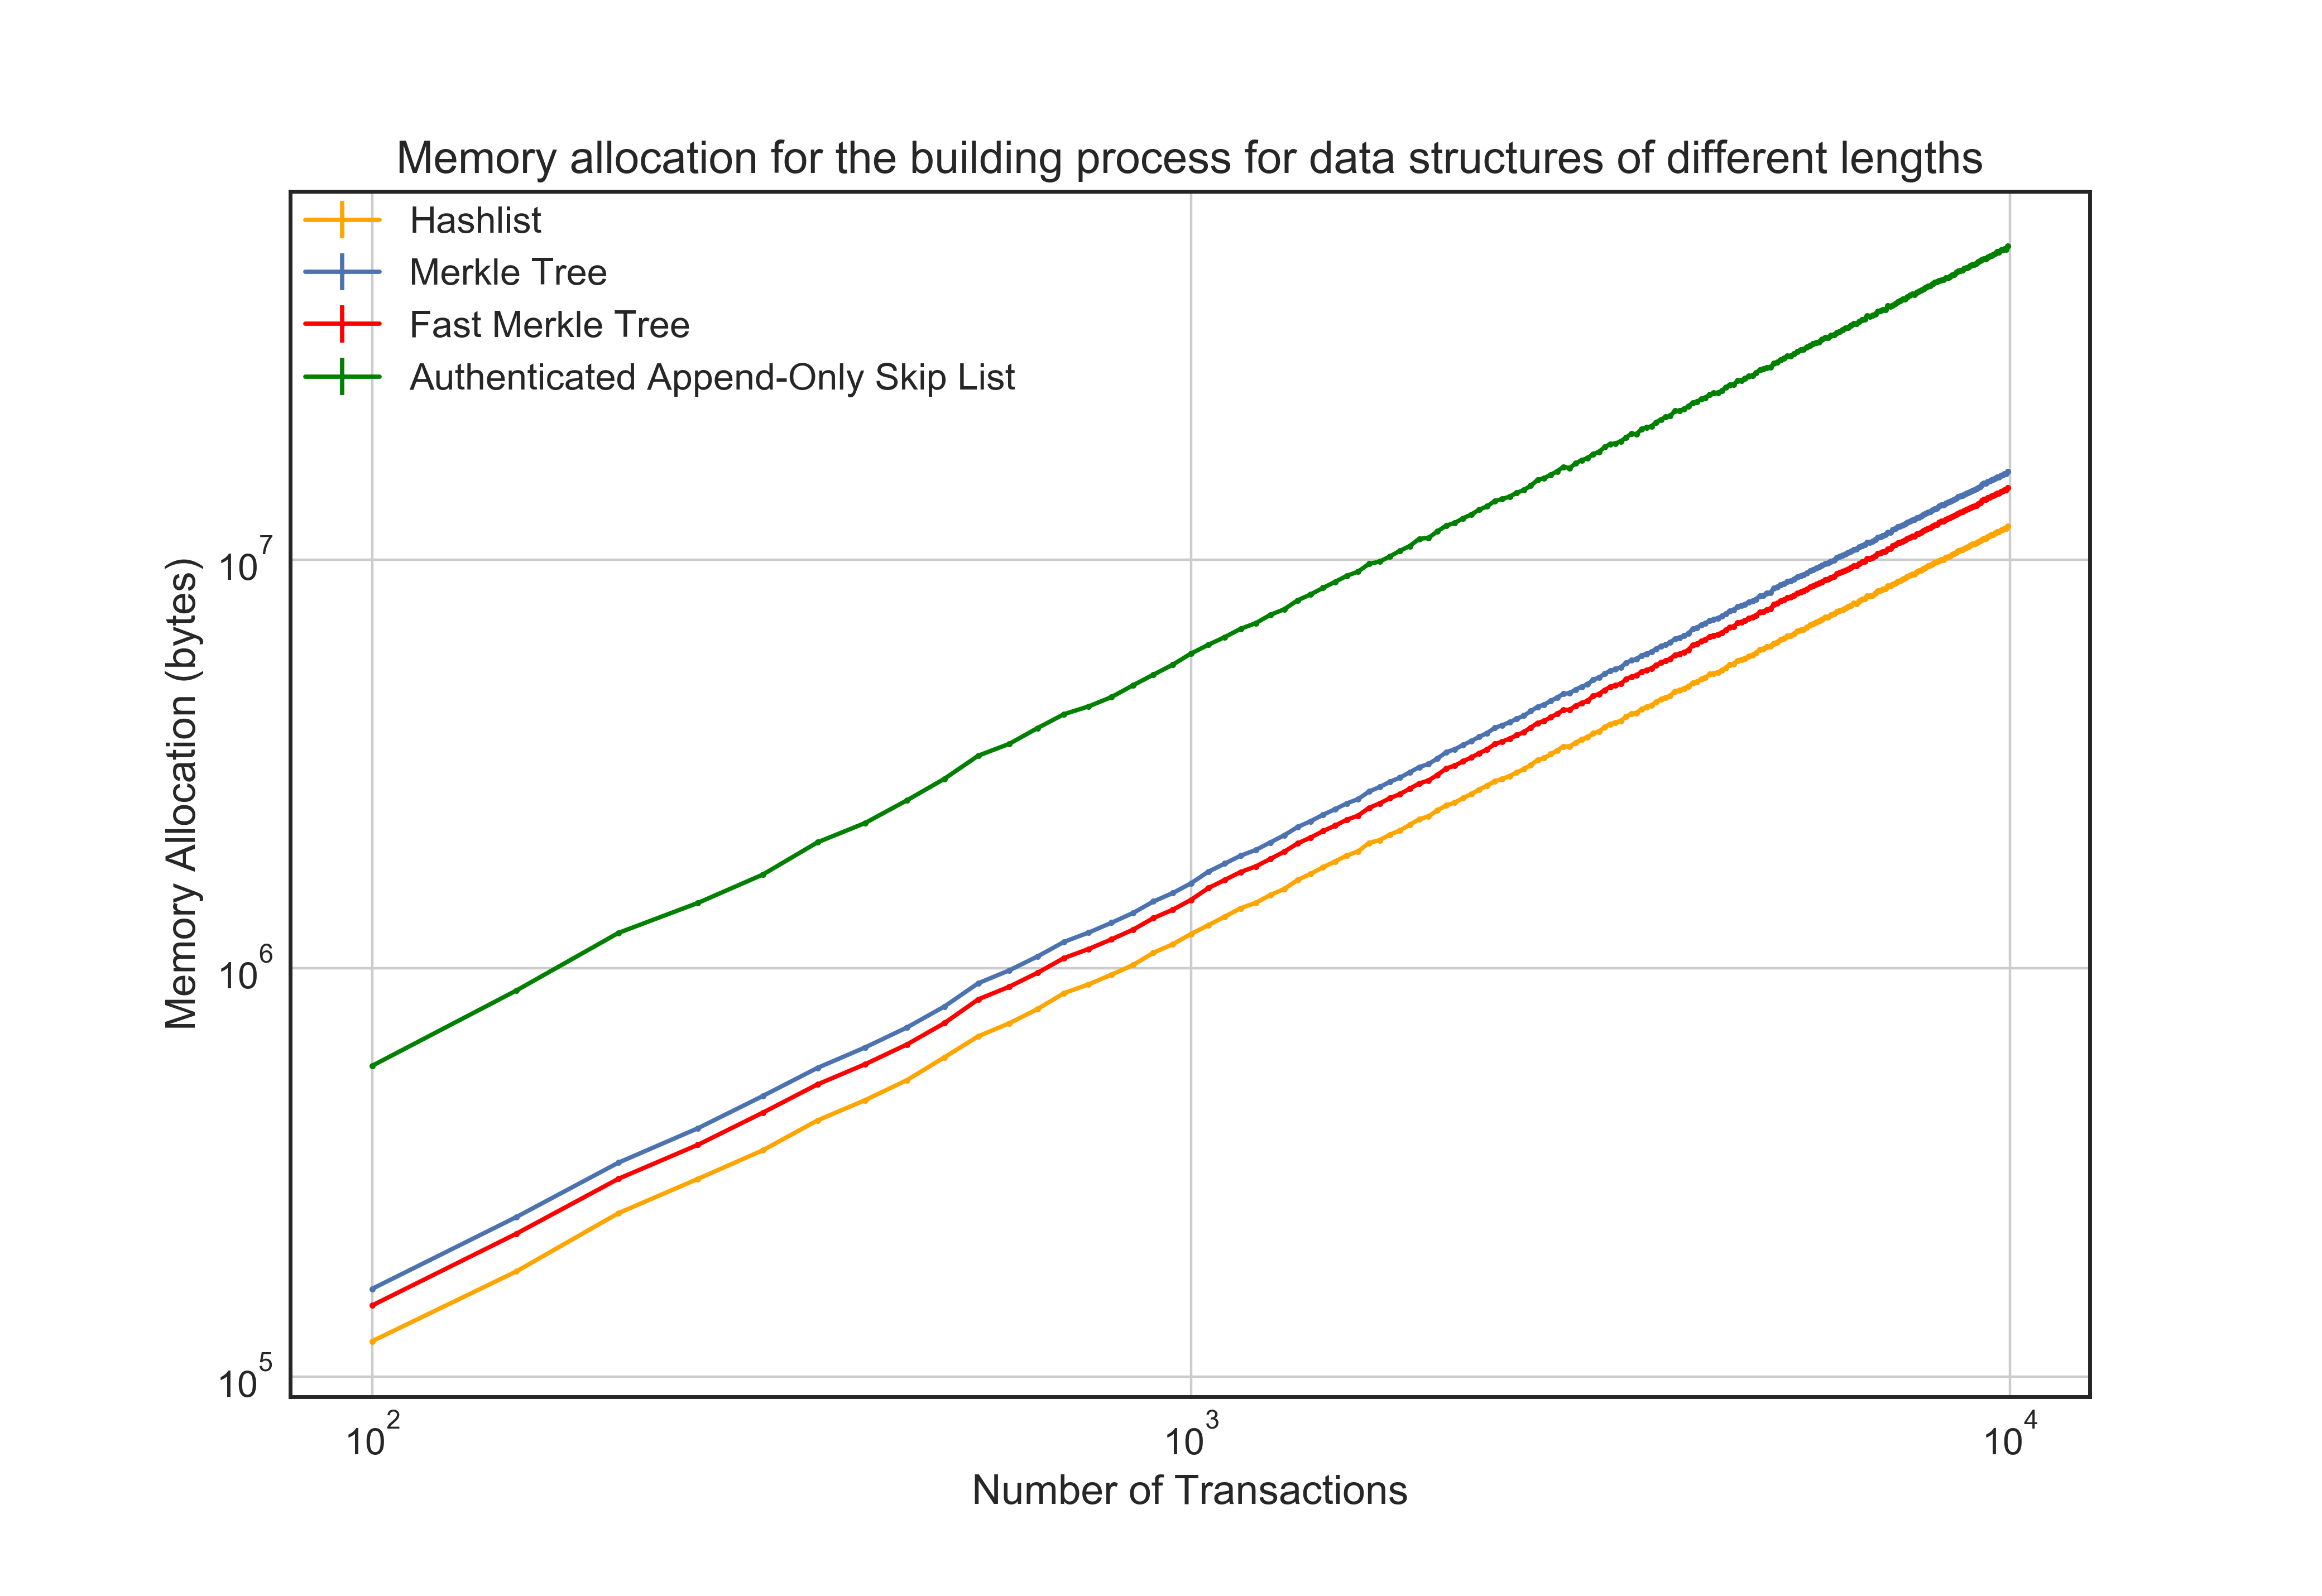 Memory allocation for the building process for data structures of different lengths
Hashlist
Merkle Tree
Fast Merkle Tree
Authenticated Append-Only Skip List
Memory Allocation (bytes)
10^7
10^6
10^5
10^2 10^3 10^4
Number of Transactions